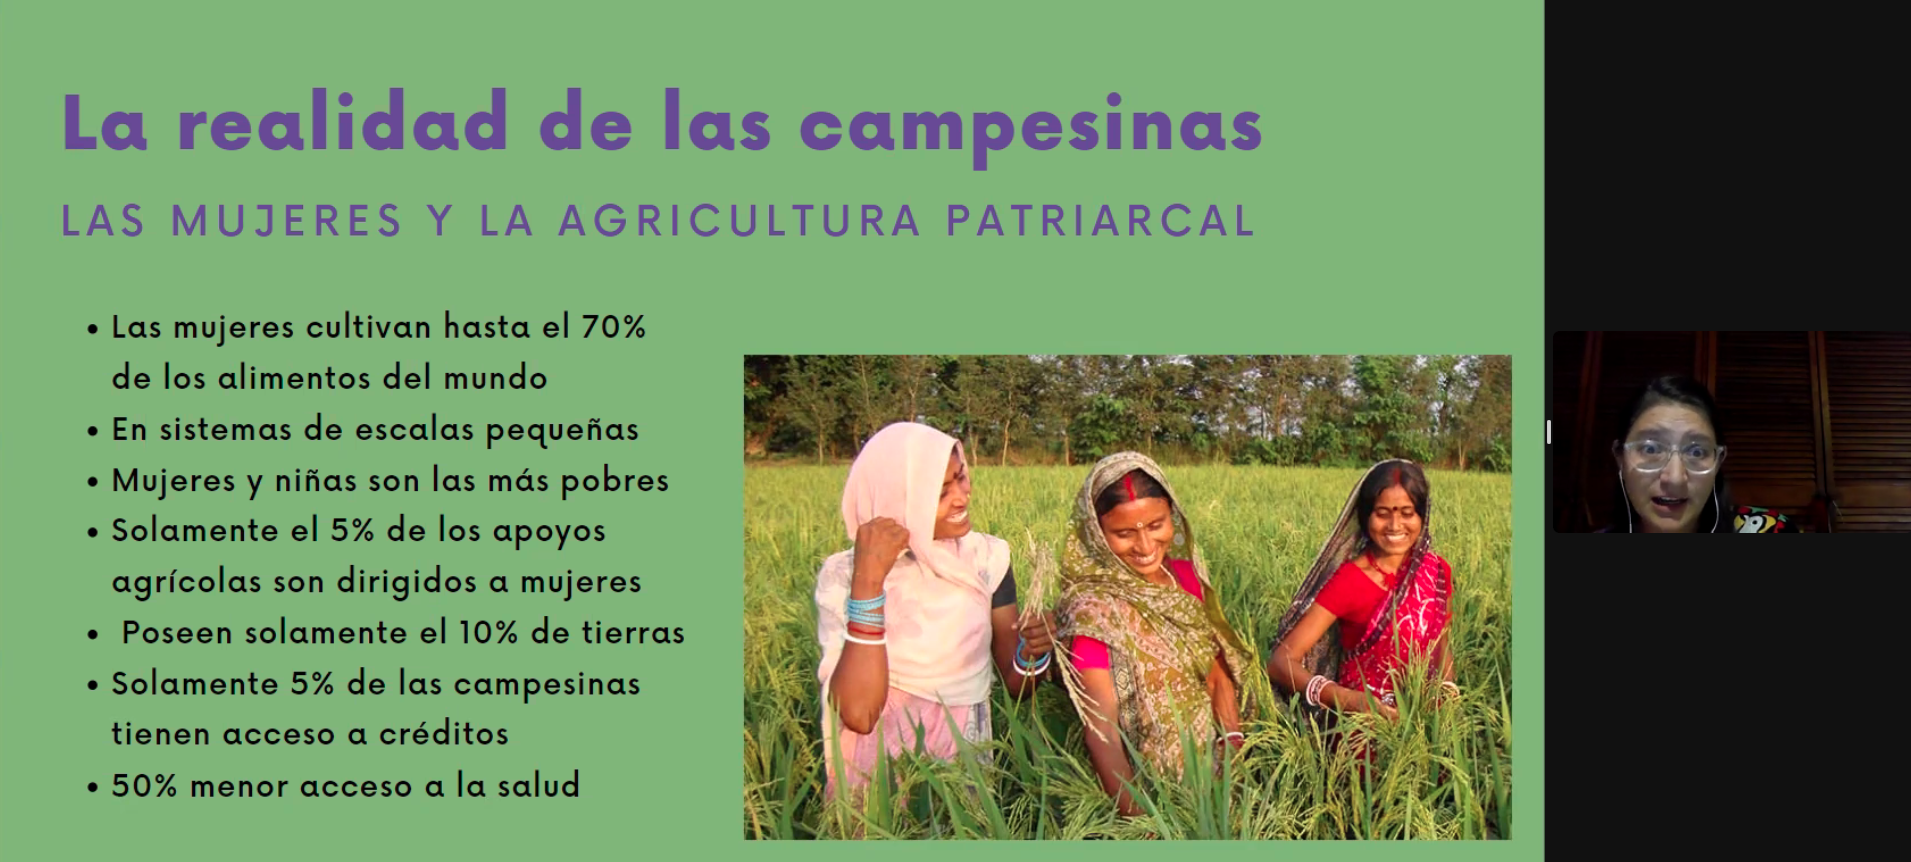 La realidad de las campesinas
LAS MUJERES Y LA AGRICULTURA PATRIARCAL
• Las mujeres cultivan hasta el 70%
de los alimentos del mundo
• En sistemas de escalas pequeñas
• Mujeres y niñas son las más pobres
• Solamente el 5% de los apoyos
agrícolas son dirigidos a mujeres
• Poseen solamente el 10% de tierras
• Solamente 5% de las campesinas
tienen acceso a créditos
• 50% menor acceso a la salud